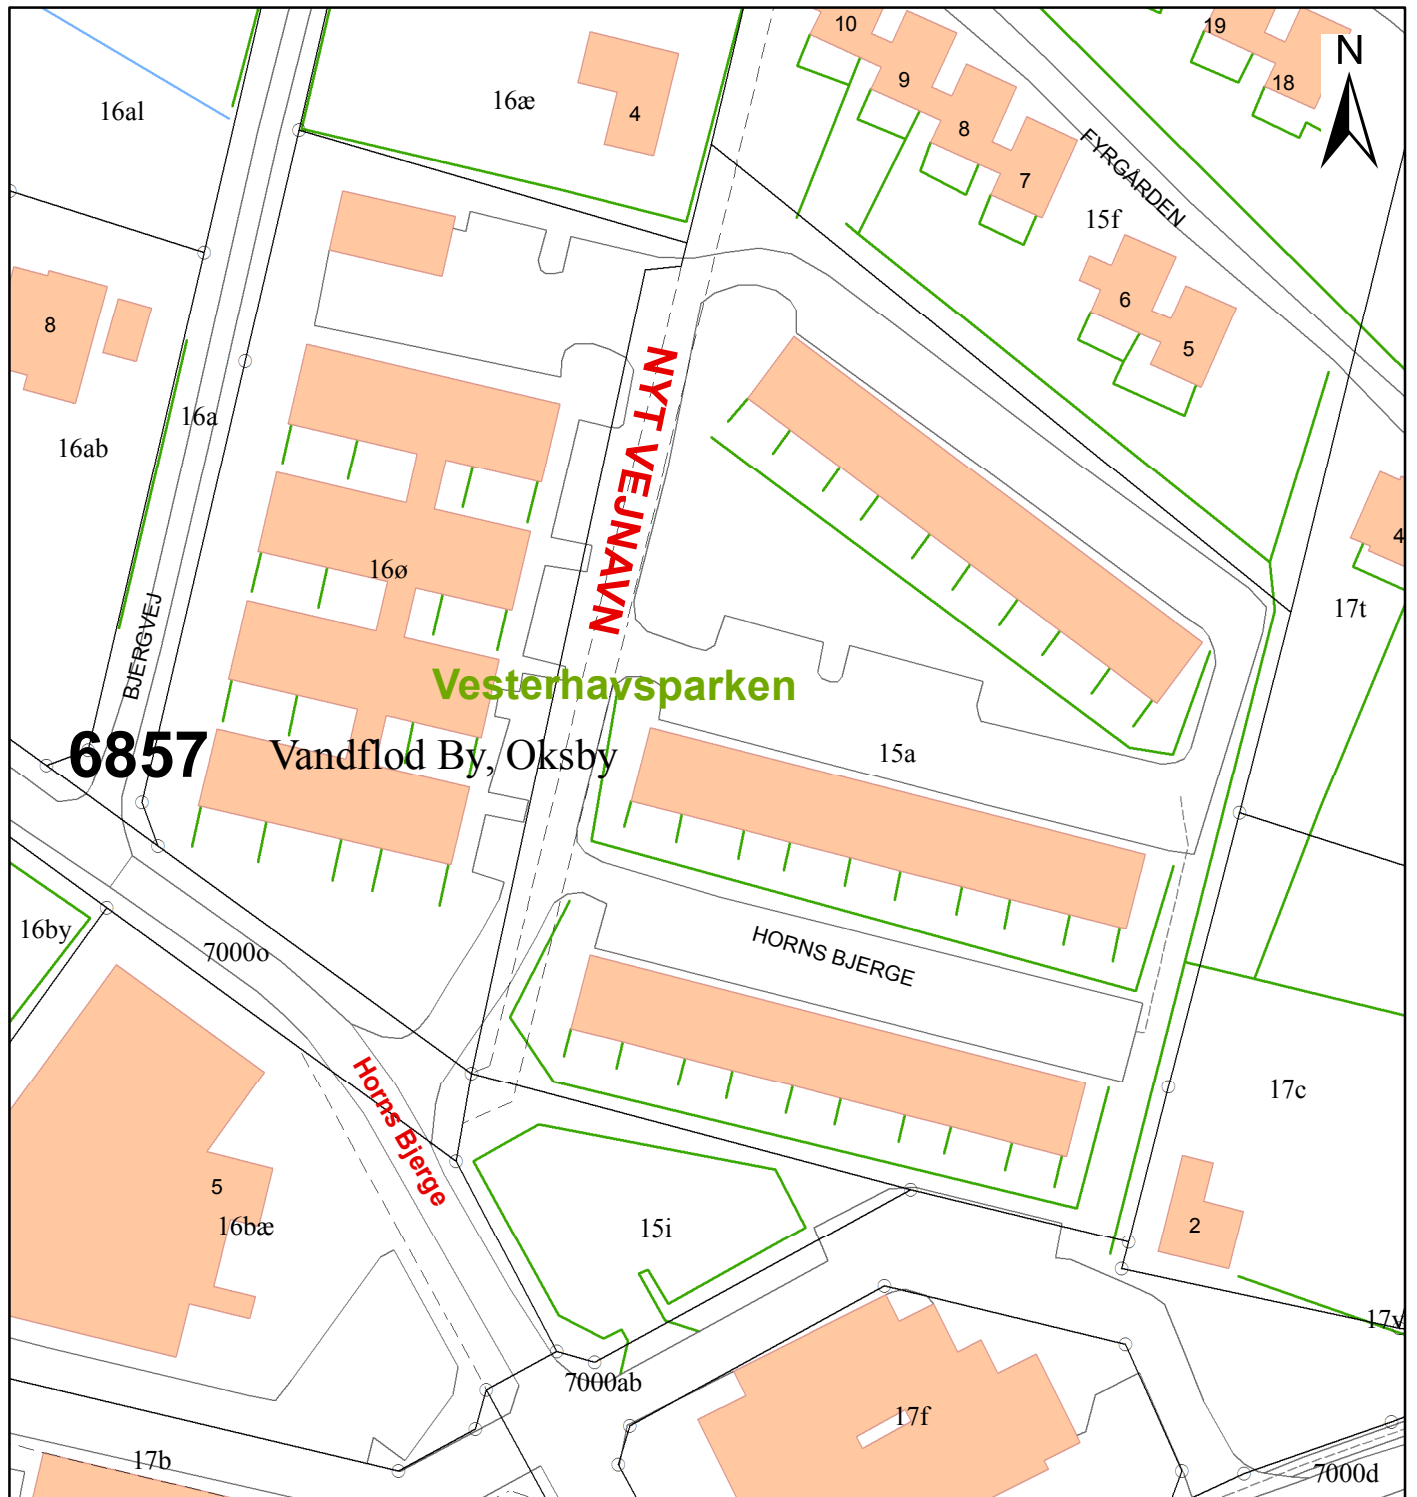 10
19
N
9
18
16al
16æ
4
8
FYRGÅRDEN
7
15f
6
8
5
NYT VEJNAVN
16a
16ab
4
16ø
17t
BJERGVEJ
Vesterhavsparken
6857
Vandflod By, Oksby
15a
16by
7000o
HORNS BJERGE
Horns Bjerge
17c
5
16bæ
15i
2
17v
7000ab
17f
17b
7000d